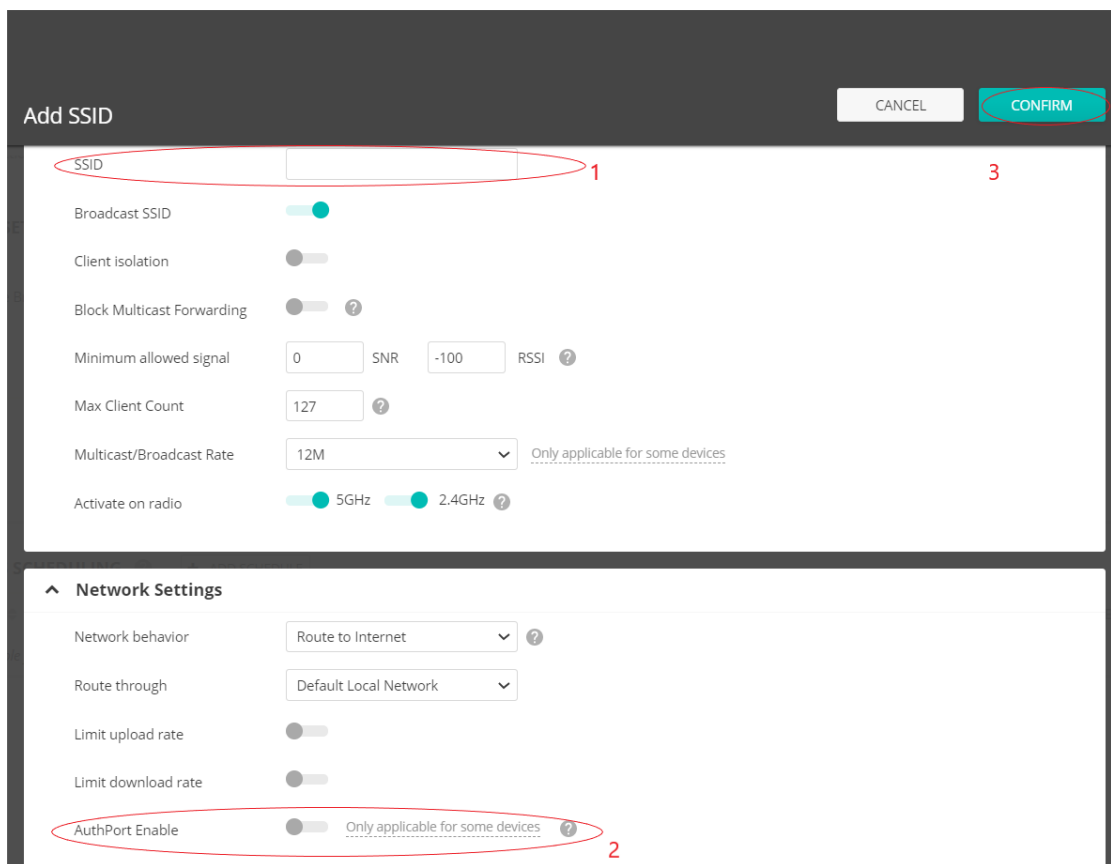 Add SSID
CANCEL
CONFIRM
SSID
1
3
Broadcast SSID
Client isolation
Block Multicast Forwarding ?
Minimum allowed signal 0 SNR -100 RSSI ?
Max Client Count 127 ?
Multicast/Broadcast Rate 12M Only applicable for some devices
Activate on radio 5GHz 2.4GHz ?
Network Settings
Network behavior Route to Internet ?
Route through Default Local Network
Limit upload rate
Limit download rate
AuthPort Enable Only applicable for some devices ?
2